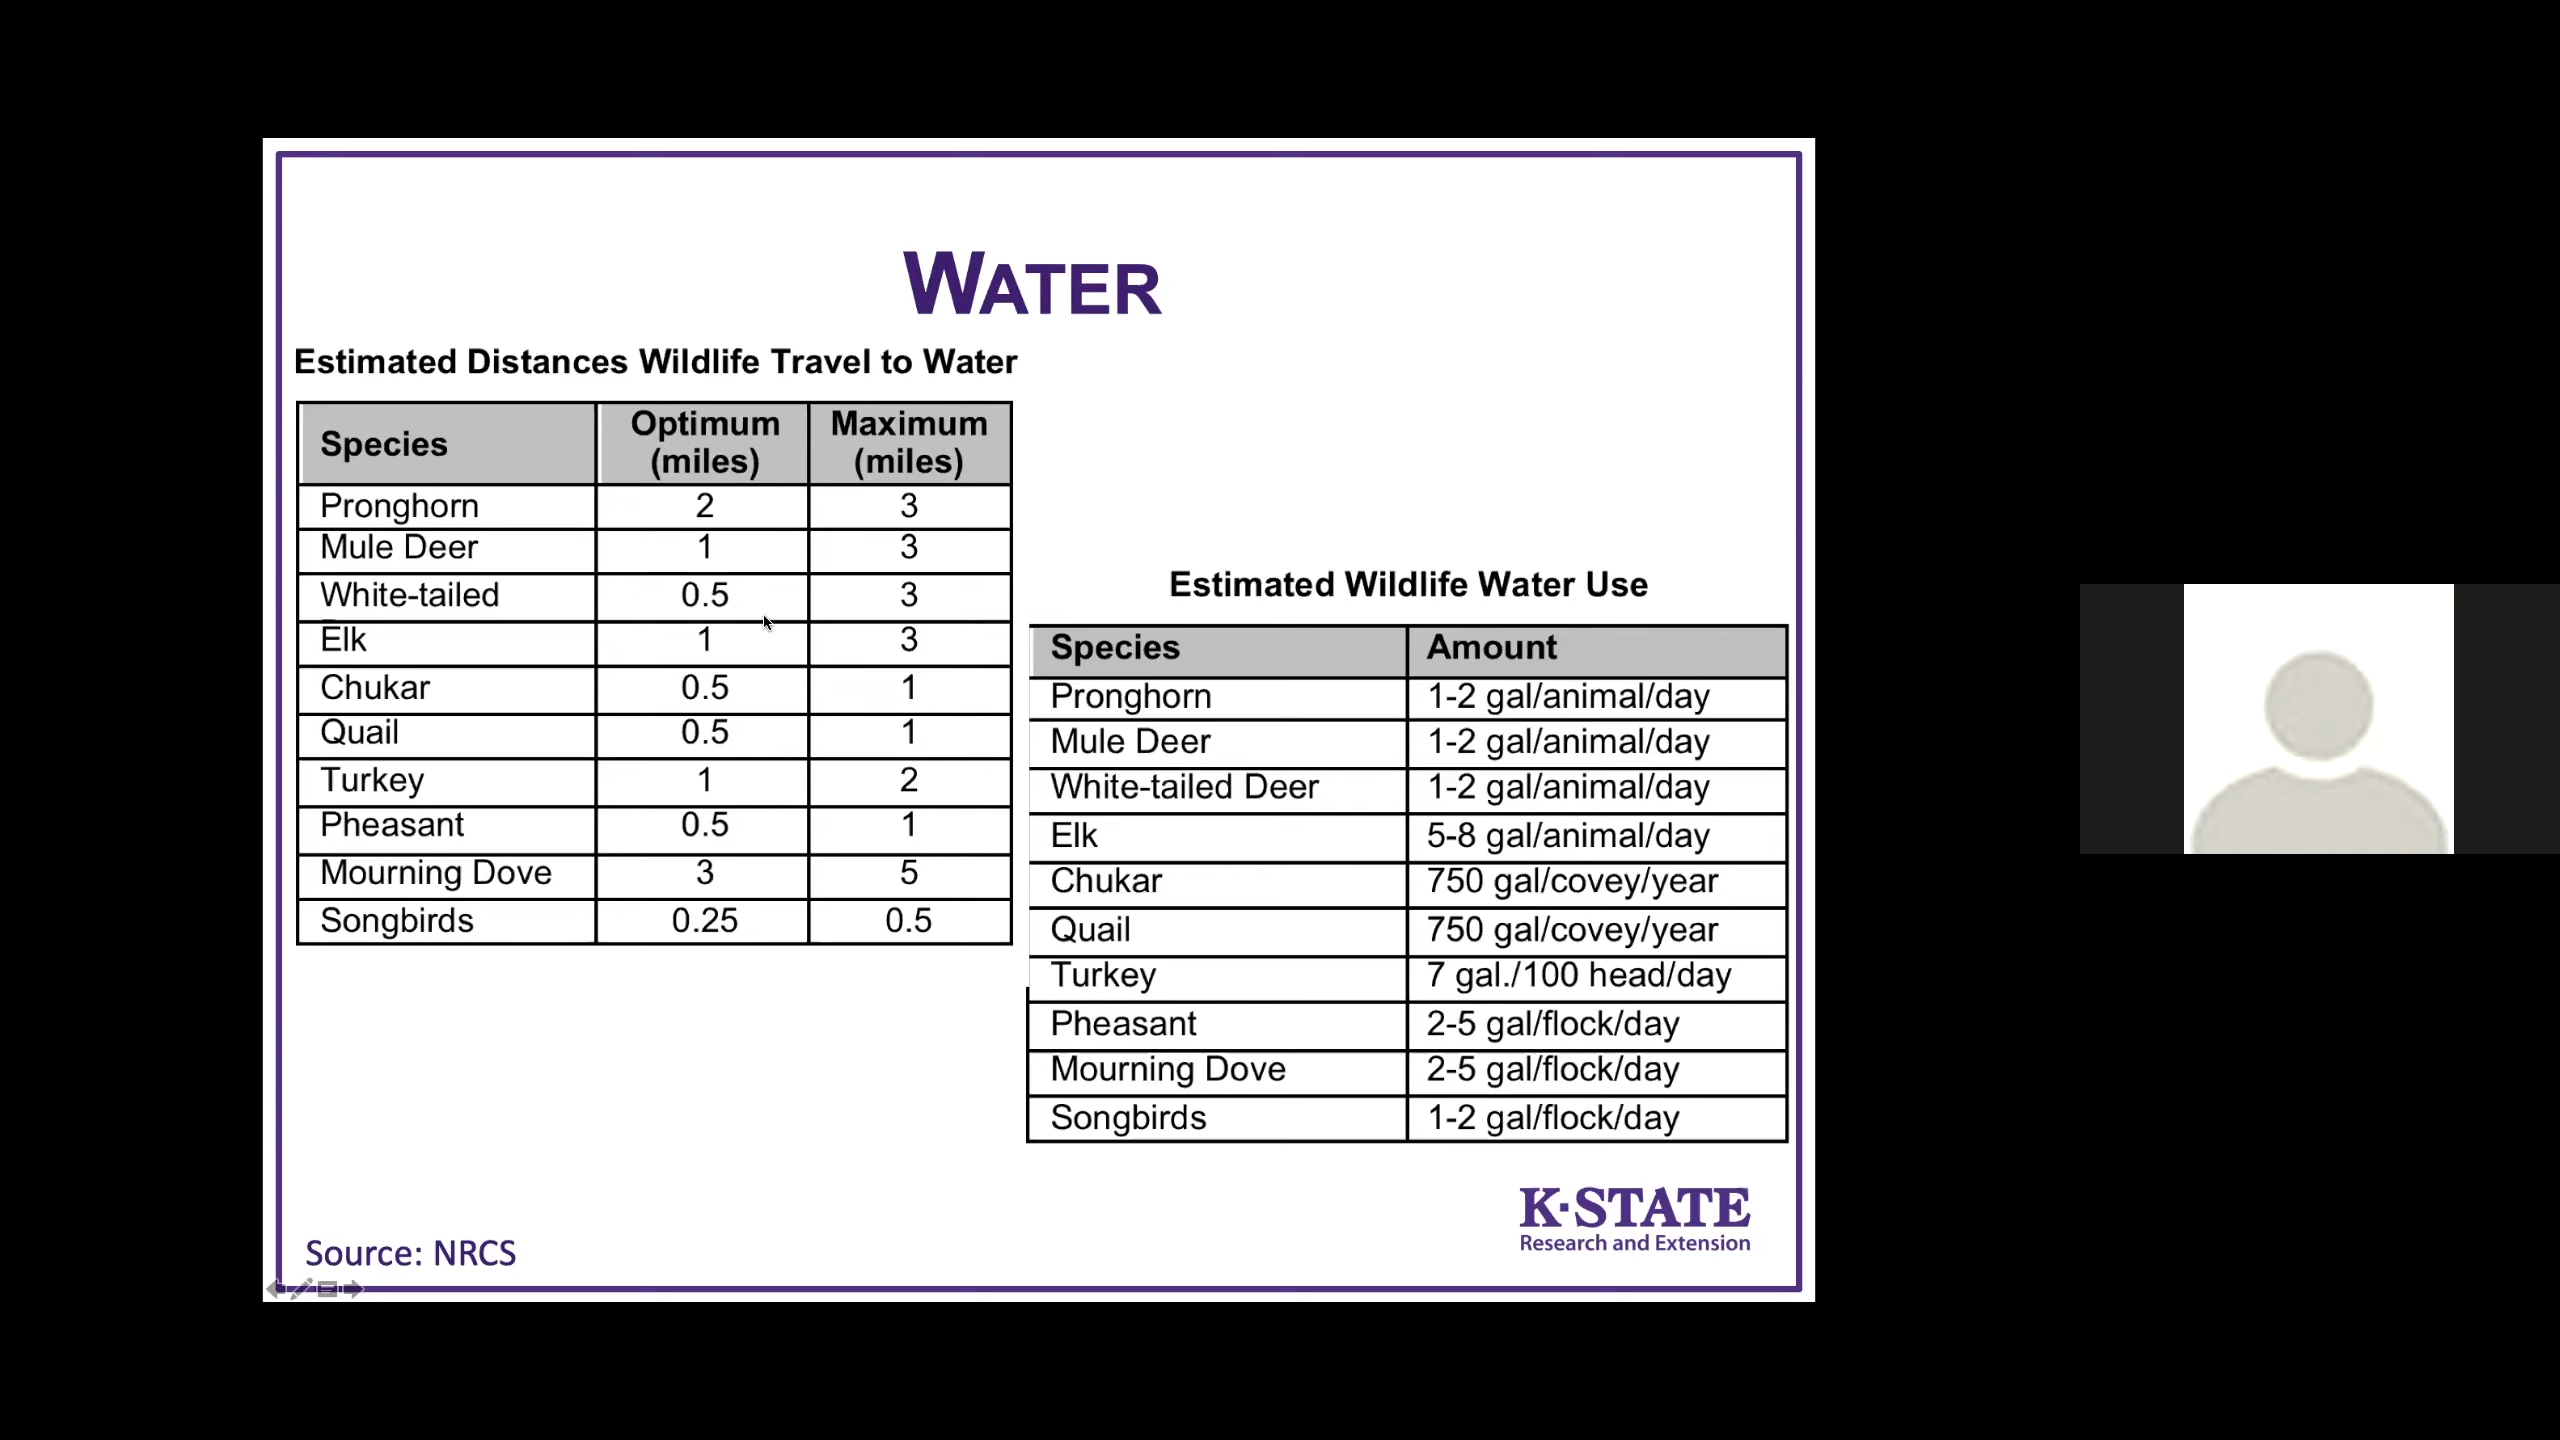 WATER
Estimated Distances Wildlife Travel to Water
Species Optimum (miles) Maximum (miles)
Pronghorn 2 3
Mule Deer 1 3
White-tailed 0.5 3
Elk 1 3
Chukar 0.5 1
Quail 0.5 1
Turkey 1 2
Pheasant 0.5 1
Mourning Dove 3 5
Songbirds 0.25 0.5
Estimated Wildlife Water Use
Species Amount
Pronghorn 1-2 gal/animal/day
Mule Deer 1-2 gal/animal/day
White-tailed Deer 1-2 gal/animal/day
Elk 5-8 gal/animal/day
Chukar 750 gal/covey/year
Quail 750 gal/covey/year
Turkey 7 gal./100 head/day
Pheasant 2-5 gal/flock/day
Mourning Dove 2-5 gal/flock/day
Songbirds 1-2 gal/flock/day
Source: NRCS
K·STATE
Research and Extension